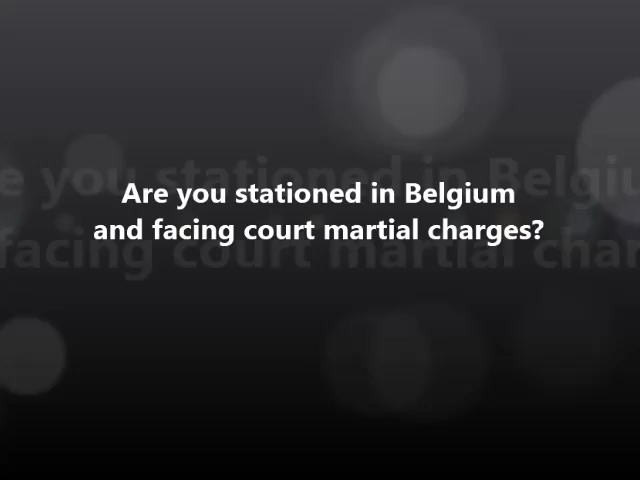 Are you stationed in Belgium
and facing court martial charges?